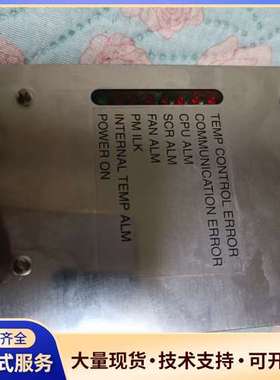 TEMP CONTROL ERROR
COMMUNICATION ERROR
CPU ALM
SCR ALM
FAN ALM
PM ILK
INTERNAL TEMP ALM
POWER ON
齐全
式服务
大量现货·技术支持·可开